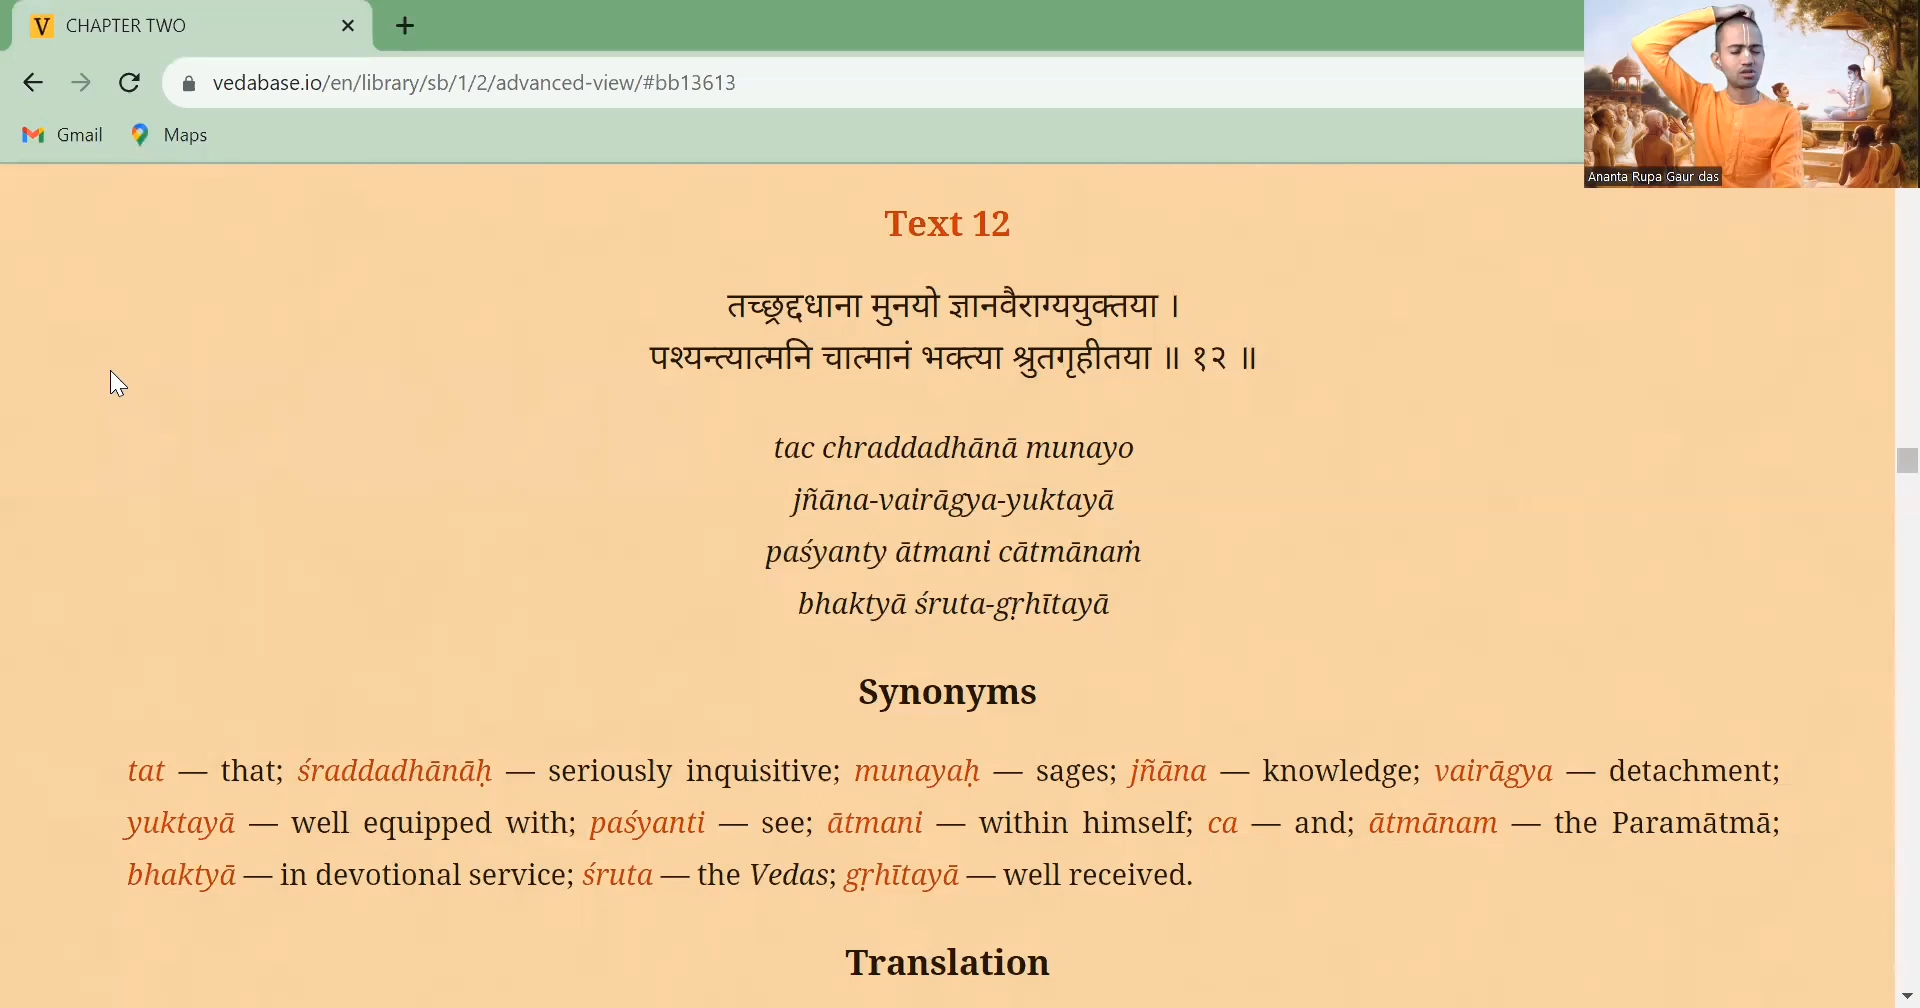 V CHAPTER TWO
vedabase.io/en/library/sb/1/2/advanced-view/#bb13613
Gmail Maps
Ananta Rupa Gaur das
Text 12
तच्छ्रद्दधाना मुनयो ज्ञानवैराग्ययुक्तया ।
पश्यन्त्यात्मनि चात्मानं भक्त्या श्रुतगृहीतया ॥ १२ ॥
tac chraddadhānā munayo
jñāna-vairāgya-yuktayā
paśyanty ātmani cātmānaṁ
bhaktyā śruta-gṛhītayā
Synonyms
tat — that; śraddadhānāḥ — seriously inquisitive; munayaḥ — sages; jñāna — knowledge; vairāgya — detachment;
yuktayā — well equipped with; paśyanti — see; ātmani — within himself; ca — and; ātmānam — the Paramātmā;
bhaktyā — in devotional service; śruta — the Vedas; gṛhītayā — well received.
Translation